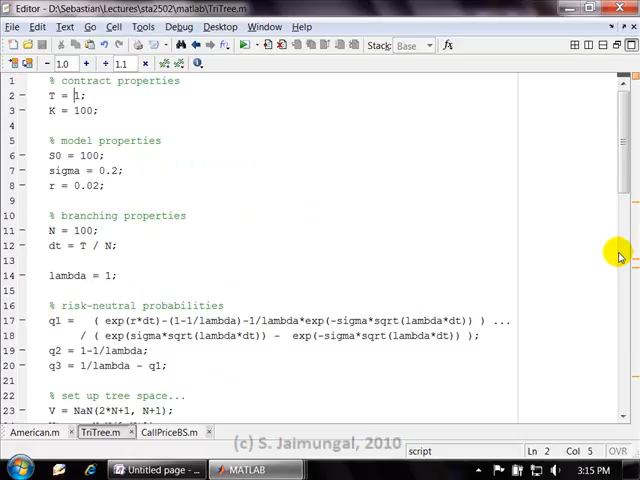 Editor - D:\Sebastian\Lectures\sta2502\matlab\TriTree.m
File Edit Text Go Cell Tools Debug Desktop Window Help
Stack: Base fx
− 1.0 + ÷ 1.1 ×
1 % contract properties
2 − T = 1;
3 − K = 100;
4
5 % model properties
6 − S0 = 100;
7 − sigma = 0.2;
8 − r = 0.02;
9
10 % branching properties
11 − N = 100;
12 − dt = T / N;
13
14 − lambda = 1;
15
16 % risk-neutral probabilities
17 − q1 = ( exp(r*dt)-(1-1/lambda)-1/lambda*exp(-sigma*sqrt(lambda*dt)) ) ...
18 / ( exp(sigma*sqrt(lambda*dt)) - exp(-sigma*sqrt(lambda*dt)) );
19 − q2 = 1-1/lambda;
20 − q3 = 1/lambda - q1;
21
22 % set up tree space...
23 − V = NaN(2*N+1, N+1);
American.m × TriTree.m × CallPriceBS.m ×
(c) S. Jaimungal, 2010
script Ln 2 Col 5 OVR
Untitled page - ... MATLAB 3:15 PM